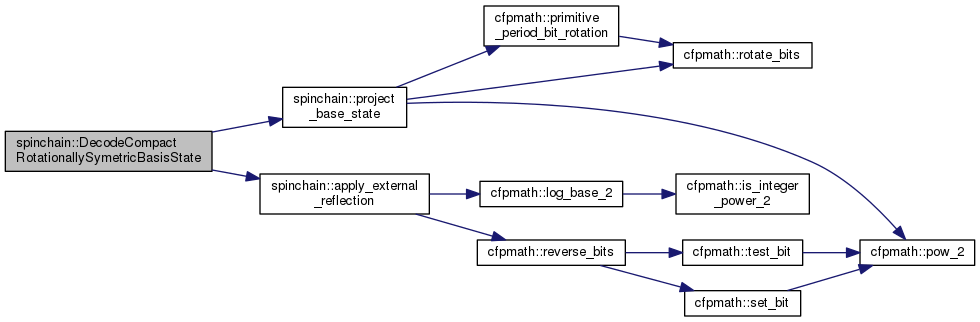 cfpmath::primitive
_period_bit_rotation
cfpmath::rotate_bits
spinchain::project
_base_state
spinchain::DecodeCompact
RotationallySymetricBasisState
spinchain::apply_external
_reflection
cfpmath::log_base_2
cfpmath::is_integer
_power_2
cfpmath::reverse_bits
cfpmath::test_bit
cfpmath::pow_2
cfpmath::set_bit